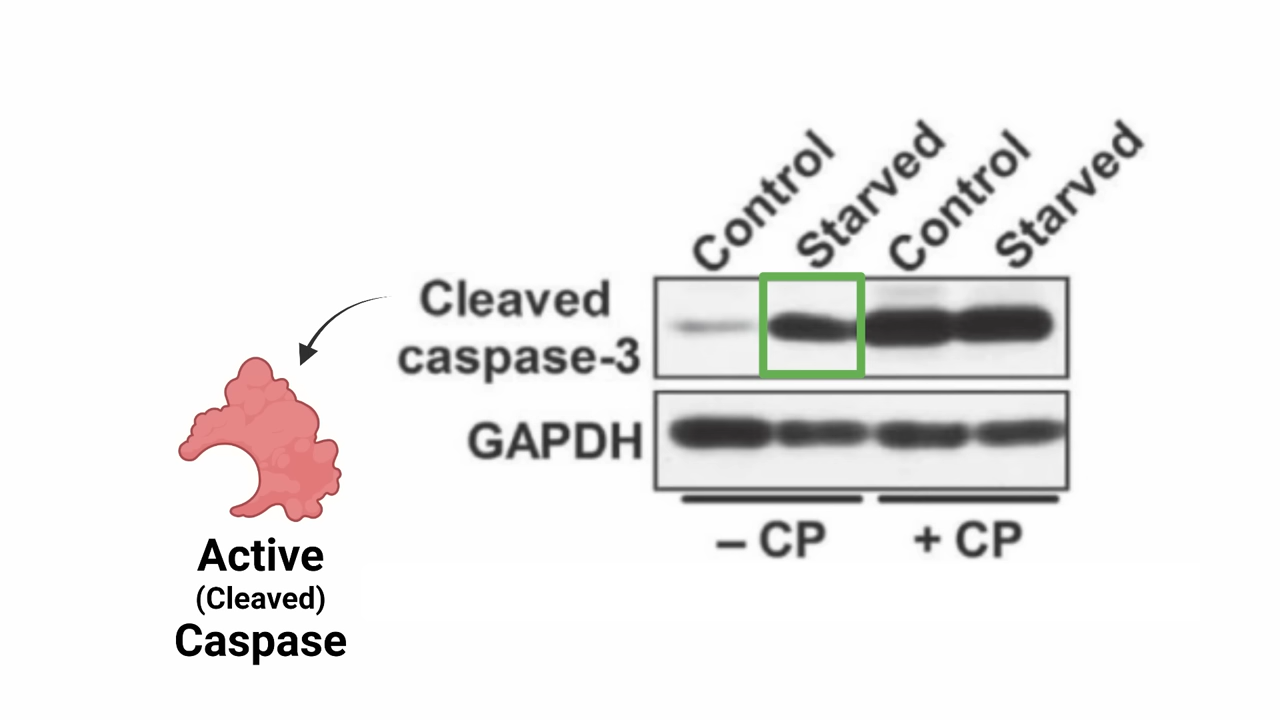 Control
Starved
Control
Starved
Cleaved
caspase-3
GAPDH
– CP
+ CP
Active
(Cleaved)
Caspase